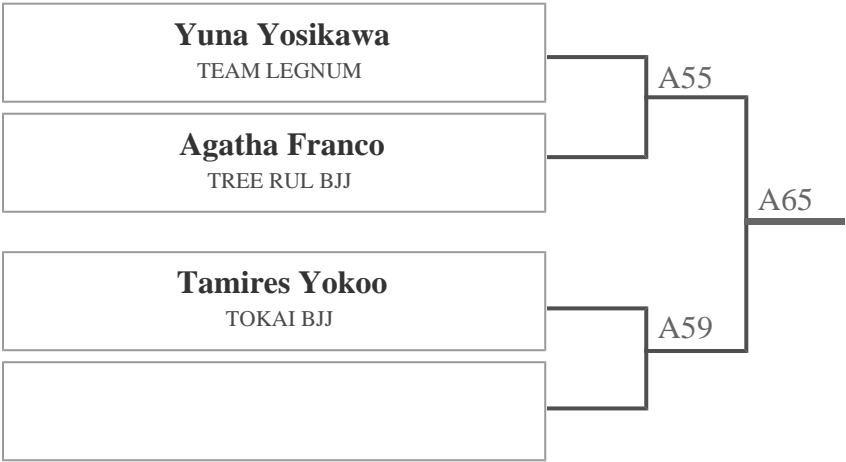 Yuna Yosikawa
TEAM LEGNUM
A55
Agatha Franco
TREE RUL BJJ
A65
Tamires Yokoo
TOKAI BJJ
A59